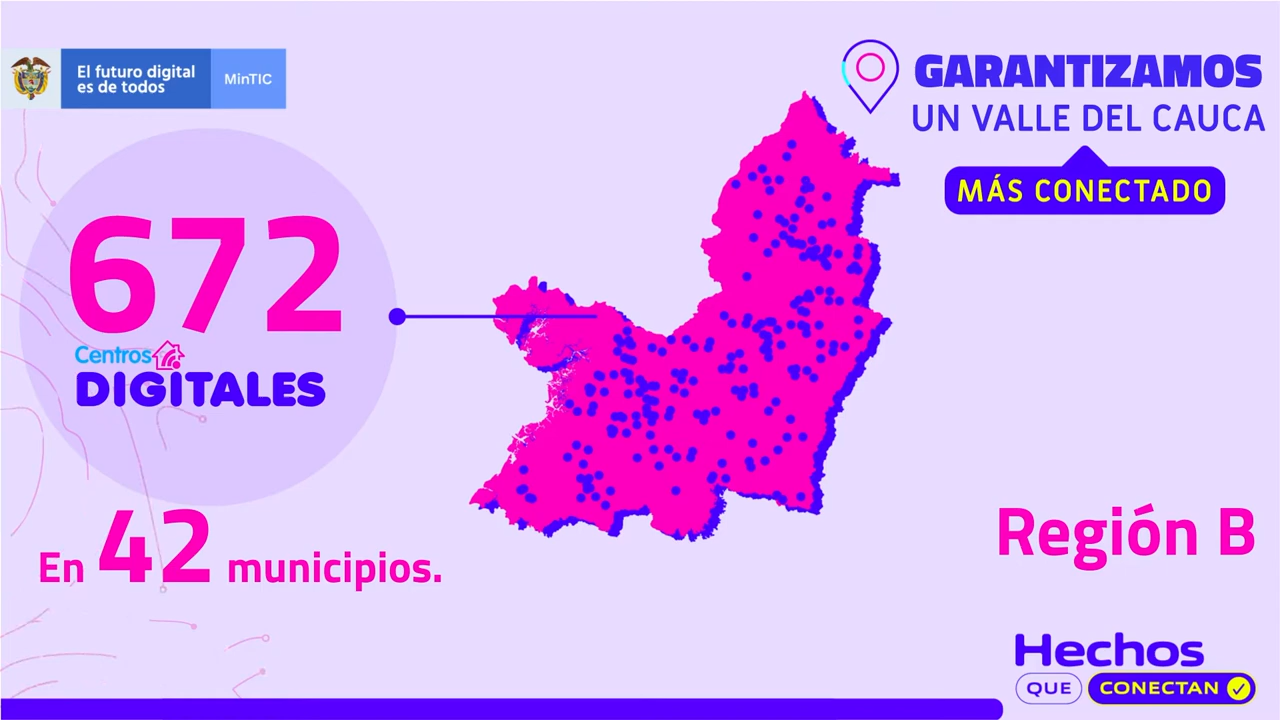 El futuro digital
es de todos
MinTIC
GARANTIZAMOS
UN VALLE DEL CAUCA
MÁS CONECTADO
672
Centros
DIGITALES
En 42 municipios.
Región B
Hechos
QUE CONECTAN